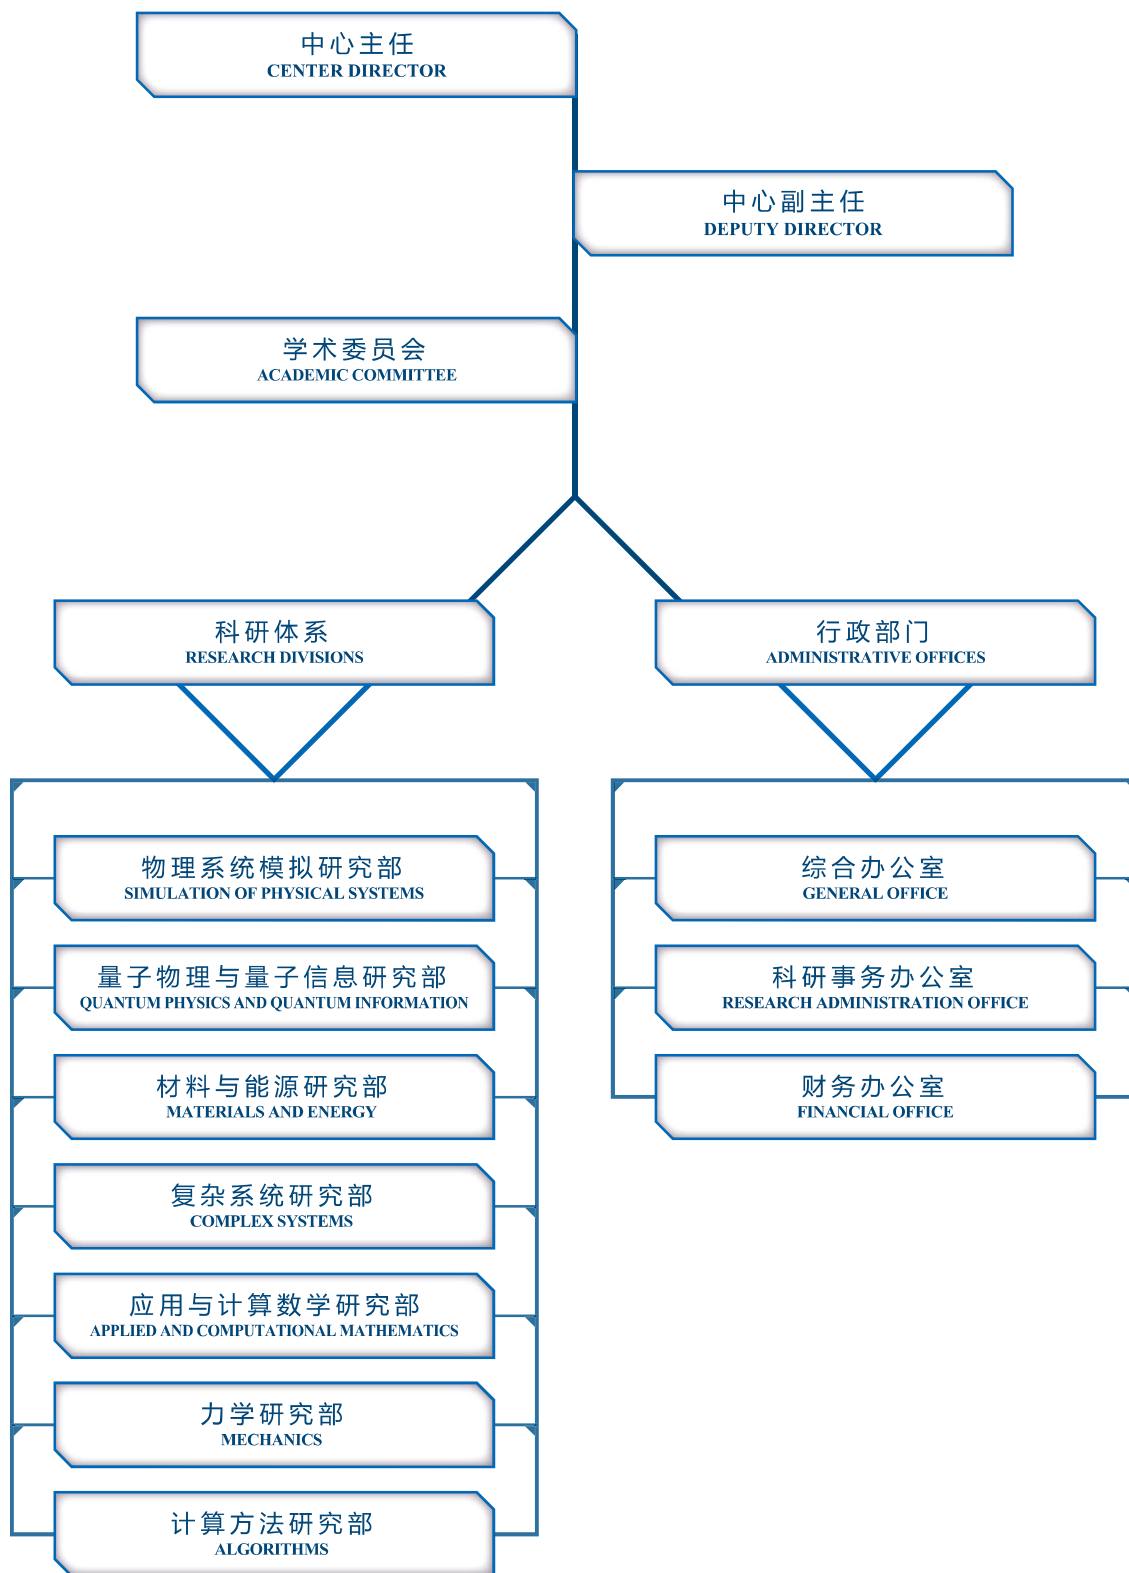 中心主任
CENTER DIRECTOR
中心副主任
DEPUTY DIRECTOR
学术委员会
ACADEMIC COMMITTEE
科研体系
RESEARCH DIVISIONS
行政部门
ADMINISTRATIVE OFFICES
物理系统模拟研究部
SIMULATION OF PHYSICAL SYSTEMS
量子物理与量子信息研究部
QUANTUM PHYSICS AND QUANTUM INFORMATION
材料与能源研究部
MATERIALS AND ENERGY
复杂系统研究部
COMPLEX SYSTEMS
应用与计算数学研究部
APPLIED AND COMPUTATIONAL MATHEMATICS
力学研究部
MECHANICS
计算方法研究部
ALGORITHMS
综合办公室
GENERAL OFFICE
科研事务办公室
RESEARCH ADMINISTRATION OFFICE
财务办公室
FINANCIAL OFFICE